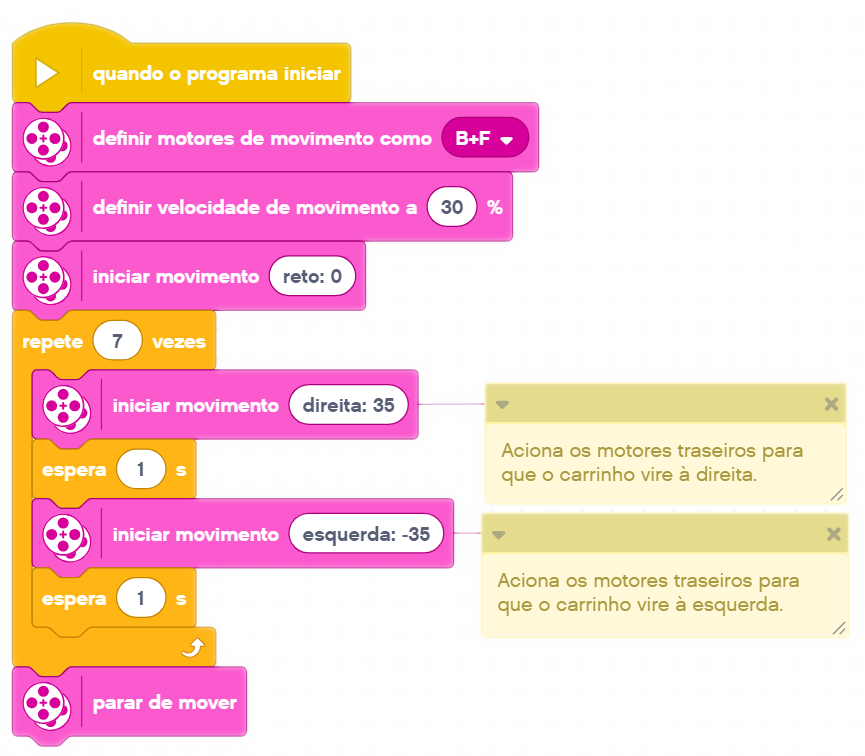 quando o programa iniciar
definir motores de movimento como B+F
definir velocidade de movimento a 30 %
iniciar movimento reto: 0
repete 7 vezes
iniciar movimento direita: 35
Aciona os motores traseiros para
que o carrinho vire à direita.
espera 1 s
iniciar movimento esquerda: -35
Aciona os motores traseiros para
que o carrinho vire à esquerda.
espera 1 s
parar de mover